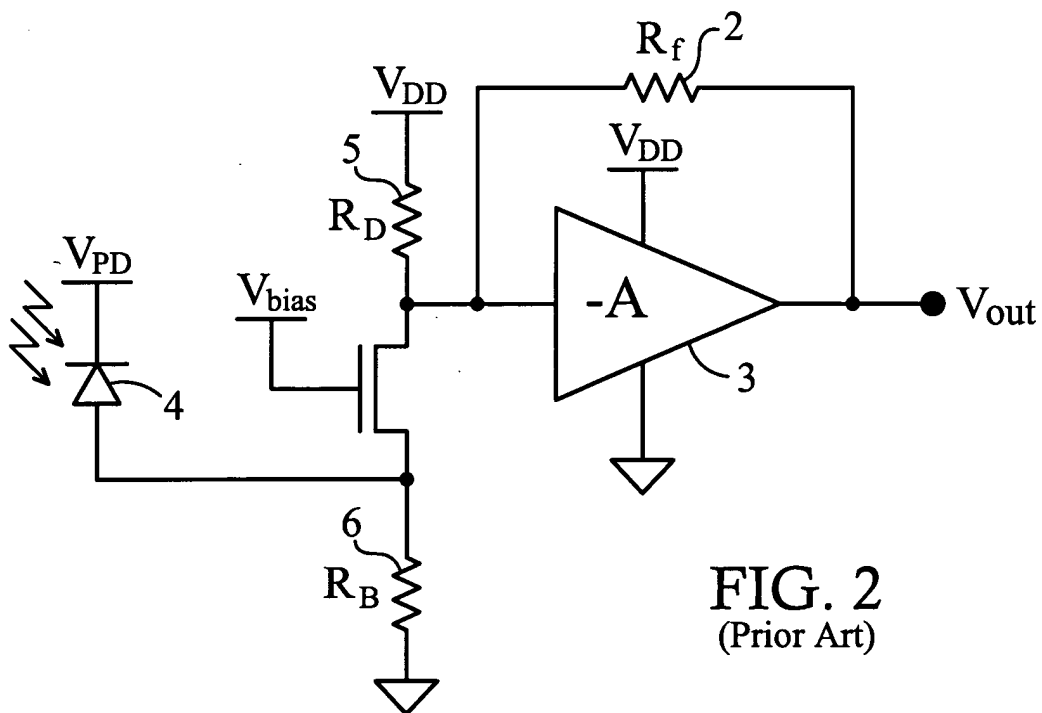 R_f 2
V_DD
V_DD
5
R_D
V_PD
V_bias
-A
V_out
4
3
6
R_B
FIG. 2
(Prior Art)